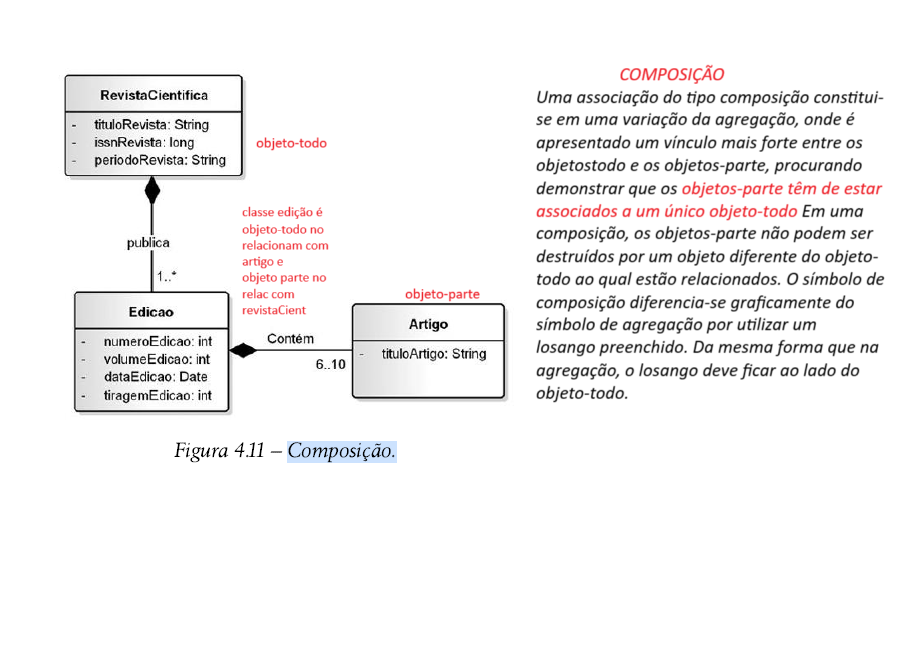 RevistaCientifica
- tituloRevista: String
- issnRevista: long
- periodoRevista: String
objeto-todo
publica
1..*
classe edição é
objeto-todo no
relacionam com
artigo e
objeto parte no
relac com
revistaCient
Edicao
- numeroEdicao: int
- volumeEdicao: int
- dataEdicao: Date
- tiragemEdicao: int
Contém
6..10
objeto-parte
Artigo
- tituloArtigo: String
Figura 4.11 – Composição.
COMPOSIÇÃO
Uma associação do tipo composição constitui-
se em uma variação da agregação, onde é
apresentado um vínculo mais forte entre os
objetostodo e os objetos-parte, procurando
demonstrar que os objetos-parte têm de estar
associados a um único objeto-todo Em uma
composição, os objetos-parte não podem ser
destruídos por um objeto diferente do objeto-
todo ao qual estão relacionados. O símbolo de
composição diferencia-se graficamente do
símbolo de agregação por utilizar um
losango preenchido. Da mesma forma que na
agregação, o losango deve ficar ao lado do
objeto-todo.